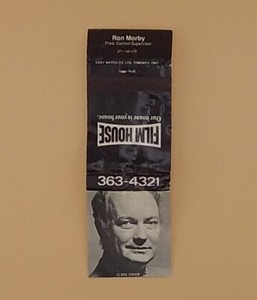 Ron Morby
Prod. Control Supervisor
FILM HOUSE
Our house is your house.
363-4321